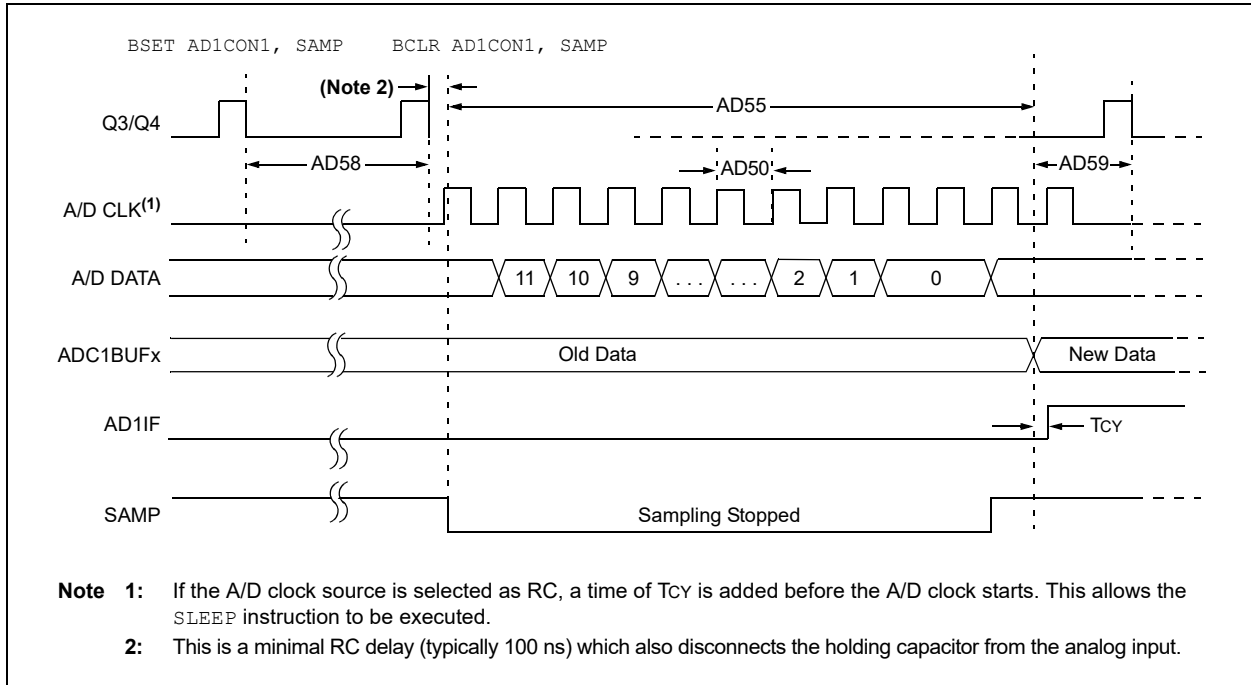 BSET AD1CON1, SAMP BCLR AD1CON1, SAMP
(Note 2)
AD55
Q3/Q4
AD58
AD50
AD59
A/D CLK(1)
A/D DATA
11 10 9 . . . . . . 2 1 0
ADC1BUFx
Old Data
New Data
AD1IF
TCY
SAMP
Sampling Stopped
Note 1: If the A/D clock source is selected as RC, a time of TCY is added before the A/D clock starts. This allows the
SLEEP instruction to be executed.
2: This is a minimal RC delay (typically 100 ns) which also disconnects the holding capacitor from the analog input.